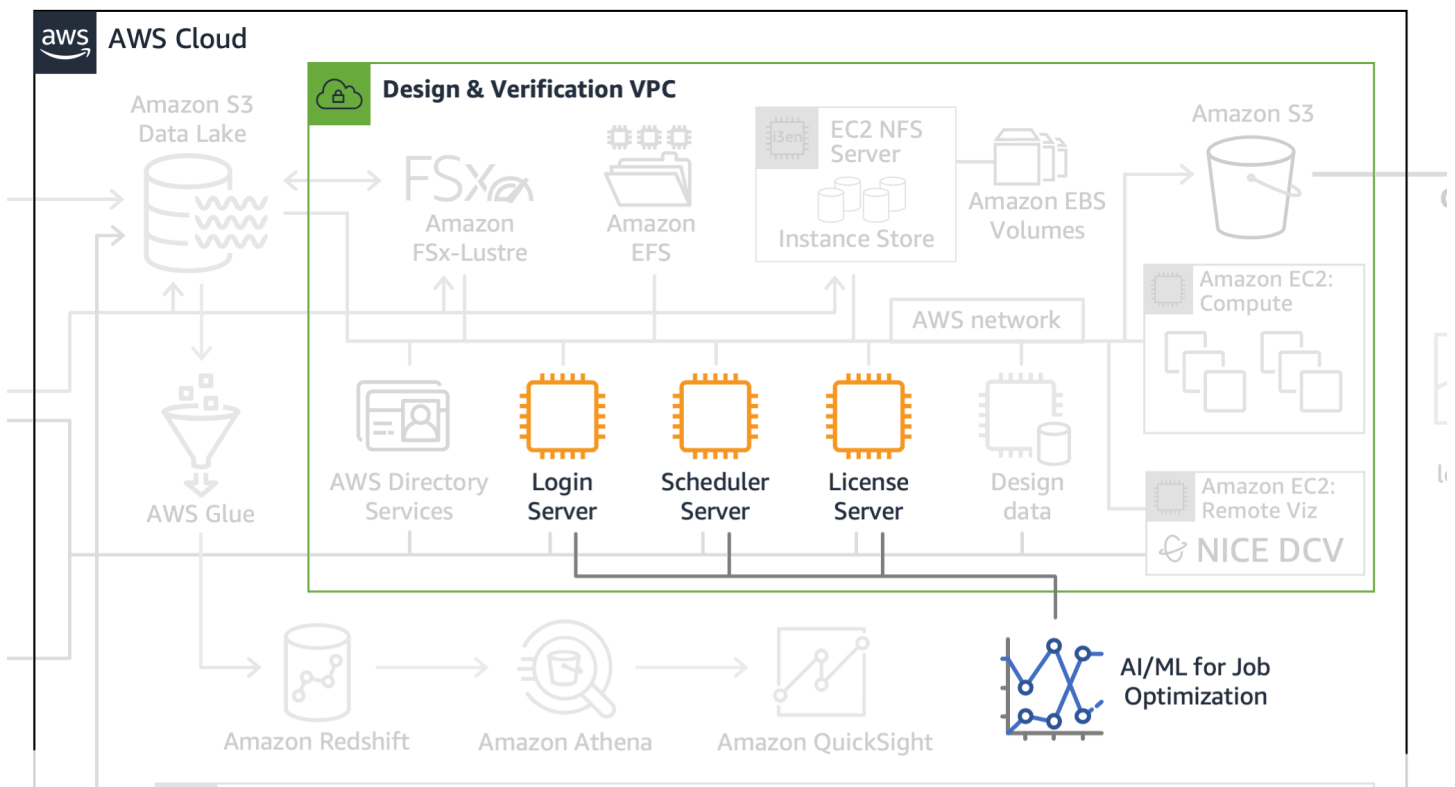 aws
AWS Cloud
Design & Verification VPC
Amazon S3
Data Lake
FSx
Amazon
FSx-Lustre
Amazon
EFS
i3en
EC2 NFS
Server
Instance Store
Amazon EBS
Volumes
Amazon S3
AWS network
Amazon EC2:
Compute
AWS Directory
Services
Login
Server
Scheduler
Server
License
Server
Design
data
Amazon EC2:
Remote Viz
NICE DCV
AWS Glue
AI/ML for Job
Optimization
Amazon Redshift
Amazon Athena
Amazon QuickSight